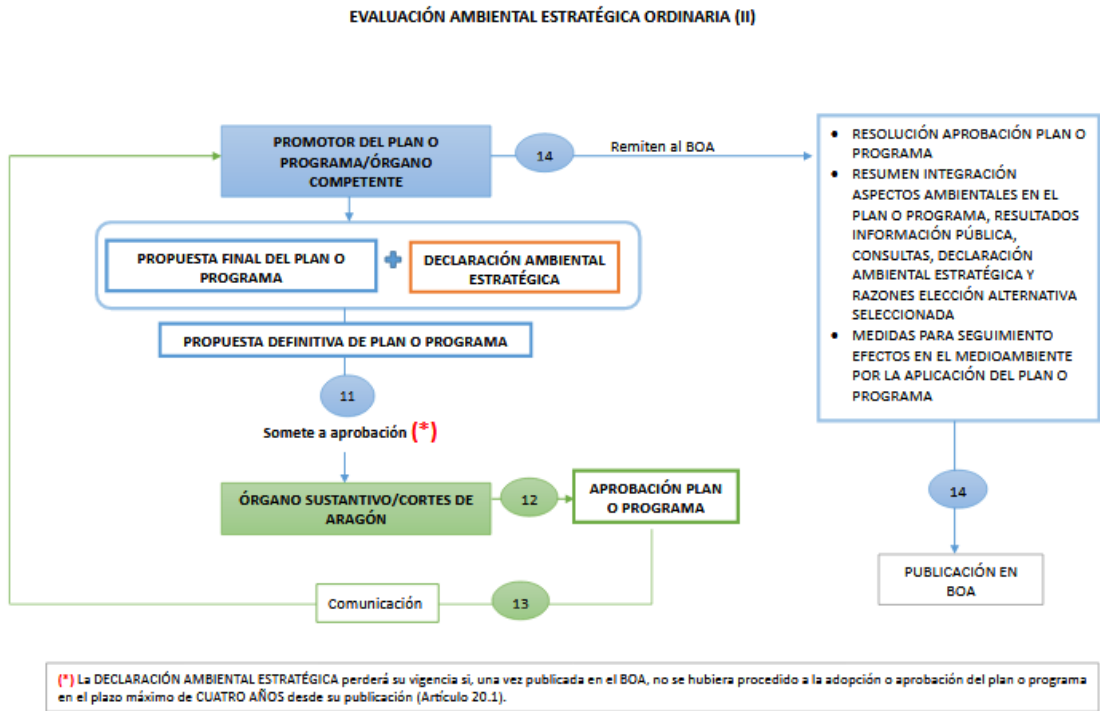 EVALUACIÓN AMBIENTAL ESTRATÉGICA ORDINARIA (II)
PROMOTOR DEL PLAN O
PROGRAMA/ÓRGANO
COMPETENTE
14
Remiten al BOA
• RESOLUCIÓN APROBACIÓN PLAN O
PROGRAMA
• RESUMEN INTEGRACIÓN
ASPECTOS AMBIENTALES EN EL
PLAN O PROGRAMA, RESULTADOS
INFORMACIÓN PÚBLICA,
CONSULTAS, DECLARACIÓN
AMBIENTAL ESTRATÉGICA Y
RAZONES ELECCIÓN ALTERNATIVA
SELECCIONADA
• MEDIDAS PARA SEGUIMIENTO
EFECTOS EN EL MEDIOAMBIENTE
POR LA APLICACIÓN DEL PLAN O
PROGRAMA
PROPUESTA FINAL DEL PLAN O
PROGRAMA
DECLARACIÓN AMBIENTAL
ESTRATÉGICA
PROPUESTA DEFINITIVA DE PLAN O PROGRAMA
11
Somete a aprobación (*)
ÓRGANO SUSTANTIVO/CORTES DE
ARAGÓN
12
APROBACIÓN PLAN
O PROGRAMA
14
PUBLICACIÓN EN
BOA
Comunicación
13
(*) La DECLARACIÓN AMBIENTAL ESTRATÉGICA perderá su vigencia si, una vez publicada en el BOA, no se hubiera procedido a la adopción o aprobación del plan o programa
en el plazo máximo de CUATRO AÑOS desde su publicación (Artículo 20.1).